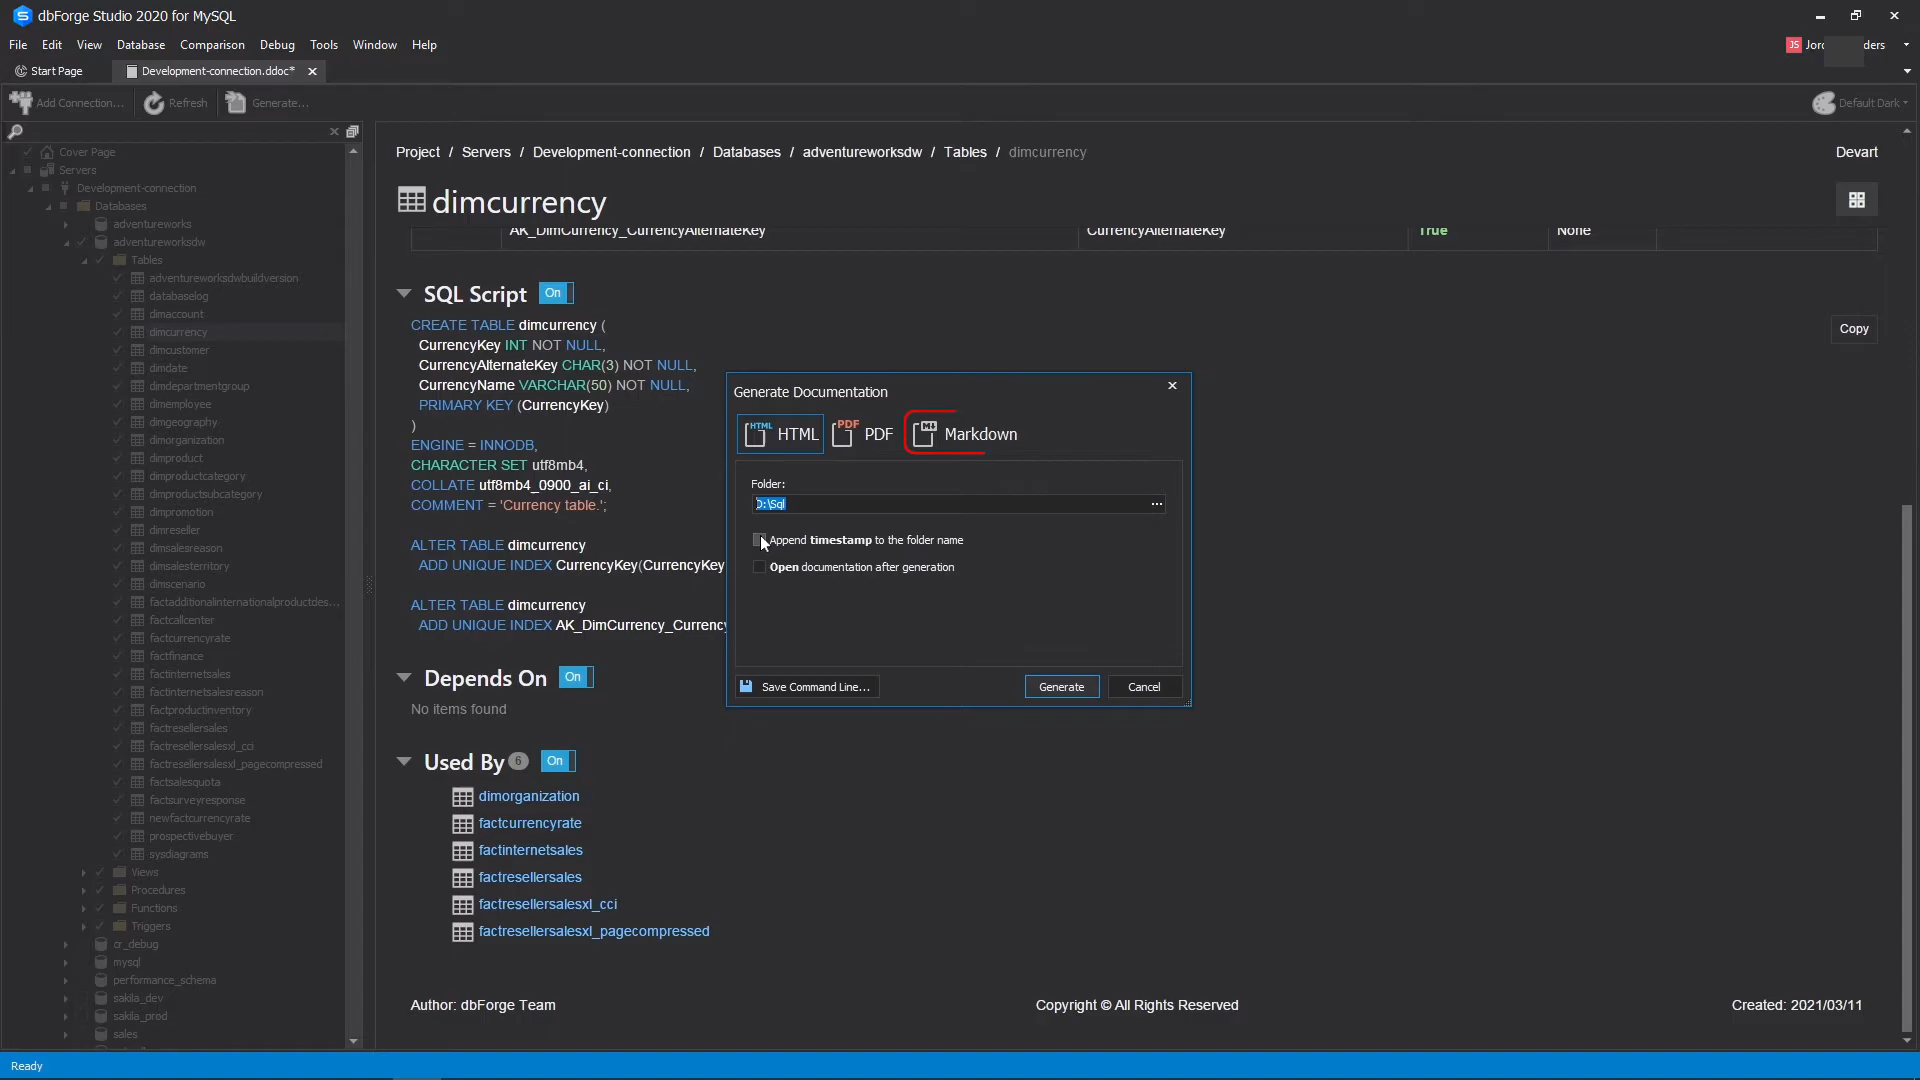 dbForge Studio 2020 for MySQL
File Edit View Database Comparison Debug Tools Window Help
JS Jord ders
Start Page Development-connection.ddoc*
Add Connection... Refresh Generate... Default Dark
Cover Page
Servers
Development-connection
Databases
adventureworks
adventureworksdw
Tables
adventureworksdwbuildversion
databaselog
dimaccount
dimcurrency
dimcustomer
dimdate
dimdepartmentgroup
dimemployee
dimgeography
dimorganization
dimproduct
dimproductcategory
dimproductsubcategory
dimpromotion
dimreseller
dimsalesreason
dimsalesterritory
dimscenario
factadditionalinternationalproductdes...
factcallcenter
factcurrencyrate
factfinance
factinternetsales
factinternetsalesreason
factproductinventory
factresellersales
factresellersalesxl_cci
factresellersalesxl_pagecompressed
factsalesquota
factsurveyresponse
newfactcurrencyrate
prospectivebuyer
sysdiagrams
Views
Procedures
Functions
Triggers
cr_debug
mysql
performance_schema
sakila_dev
sakila_prod
sales
Project / Servers / Development-connection / Databases / adventureworksdw / Tables / dimcurrency Devart
dimcurrency
AK_DimCurrency_CurrencyAlternateKey CurrencyAlternateKey True None
SQL Script On
Copy
CREATE TABLE dimcurrency (
CurrencyKey INT NOT NULL,
CurrencyAlternateKey CHAR(3) NOT NULL,
CurrencyName VARCHAR(50) NOT NULL,
PRIMARY KEY (CurrencyKey)
)
ENGINE = INNODB,
CHARACTER SET utf8mb4,
COLLATE utf8mb4_0900_ai_ci,
COMMENT = 'Currency table.';
ALTER TABLE dimcurrency
ADD UNIQUE INDEX CurrencyKey(CurrencyKey
ALTER TABLE dimcurrency
ADD UNIQUE INDEX AK_DimCurrency_Currency
Depends On On
No items found
Used By 6 On
dimorganization
factcurrencyrate
factinternetsales
factresellersales
factresellersalesxl_cci
factresellersalesxl_pagecompressed
Author: dbForge Team Copyright © All Rights Reserved Created: 2021/03/11
Generate Documentation
HTML HTML PDF PDF M↓ Markdown
Folder:
D:\Sql ...
Append timestamp to the folder name
Open documentation after generation
Save Command Line... Generate Cancel
Ready